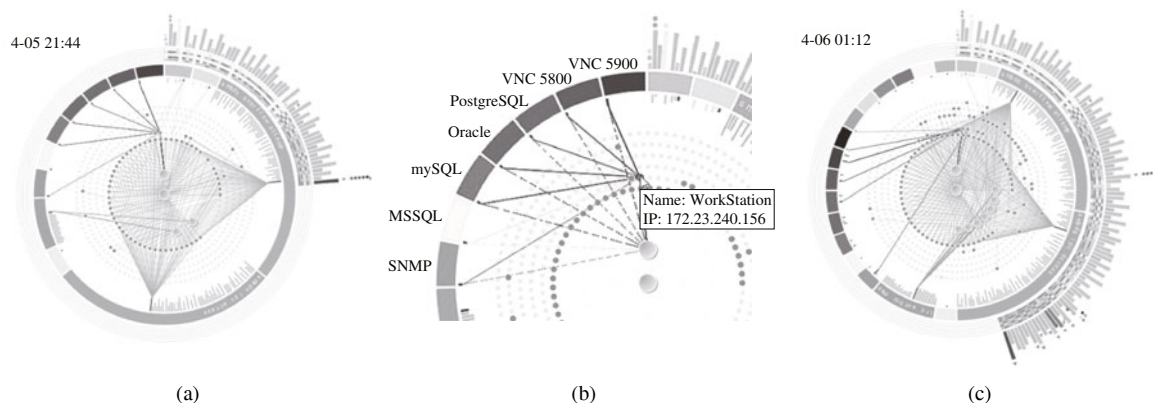 4-05 21:44
VNC 5900
VNC 5800
PostgreSQL
Oracle
mySQL
MSSQL
SNMP
Name: WorkStation
IP: 172.23.240.156
4-06 01:12
(a)
(b)
(c)